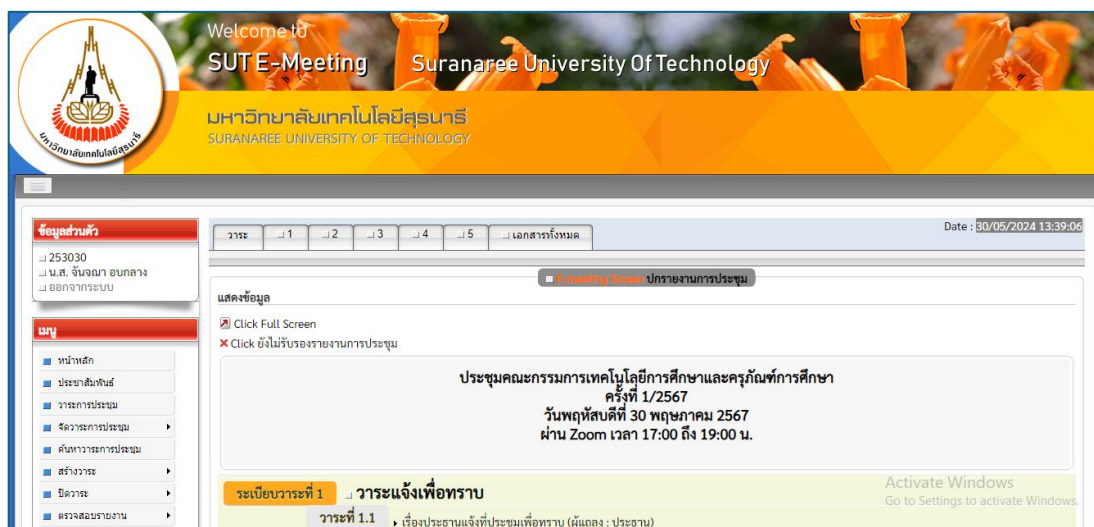 Welcome to
SUT E-Meeting Suranaree University Of Technology
มหาวิทยาลัยเทคโนโลยีสุรนารี
SURANAREE UNIVERSITY OF TECHNOLOGY
มหาวิทยาลัยเทคโนโลยีสุรนารี
ข้อมูลส่วนตัว
253030
น.ส. จันจณา อบกลาง
ออกจากระบบ
เมนู
หน้าหลัก
ประชาสัมพันธ์
วาระการประชุม
จัดวาระการประชุม
ค้นหาวาระการประชุม
สร้างวาระ
ปิดวาระ
ตรวจสอบรายงาน
วาระ 1 2 3 4 5 เอกสารทั้งหมด
Date : 30/05/2024 13:39:06
E-meeting Screen ปกรายงานการประชุม
แสดงข้อมูล
Click Full Screen
Click ยังไม่รับรองรายงานการประชุม
ประชุมคณะกรรมการเทคโนโลยีการศึกษาและครุภัณฑ์การศึกษา
ครั้งที่ 1/2567
วันพฤหัสบดีที่ 30 พฤษภาคม 2567
ผ่าน Zoom เวลา 17:00 ถึง 19:00 น.
ระเบียบวาระที่ 1 วาระแจ้งเพื่อทราบ
วาระที่ 1.1 เรื่องประธานแจ้งที่ประชุมเพื่อทราบ (ผู้แถลง : ประธาน)
Activate Windows
Go to Settings to activate Windows.